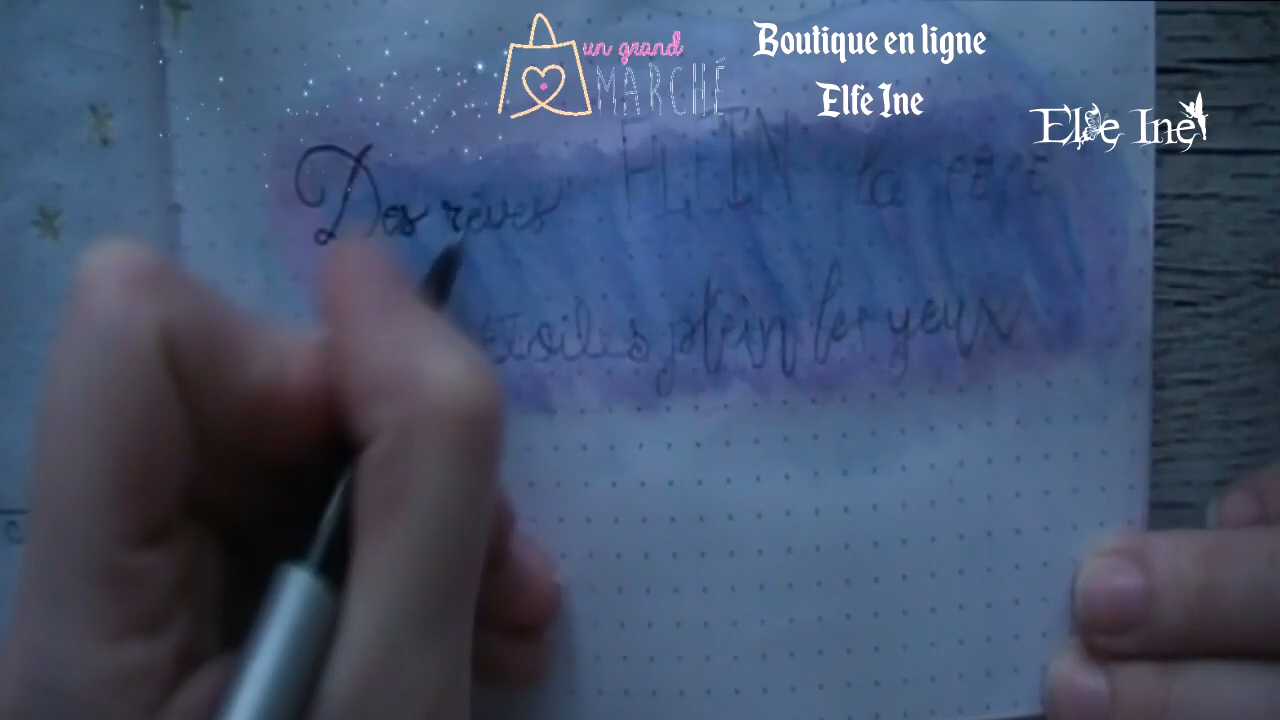 un grand
MARCHÉ
Boutique en ligne
Elfe Ine
Elfe Ine
Des rêves PLEIN la tête
étoiles plein les yeux